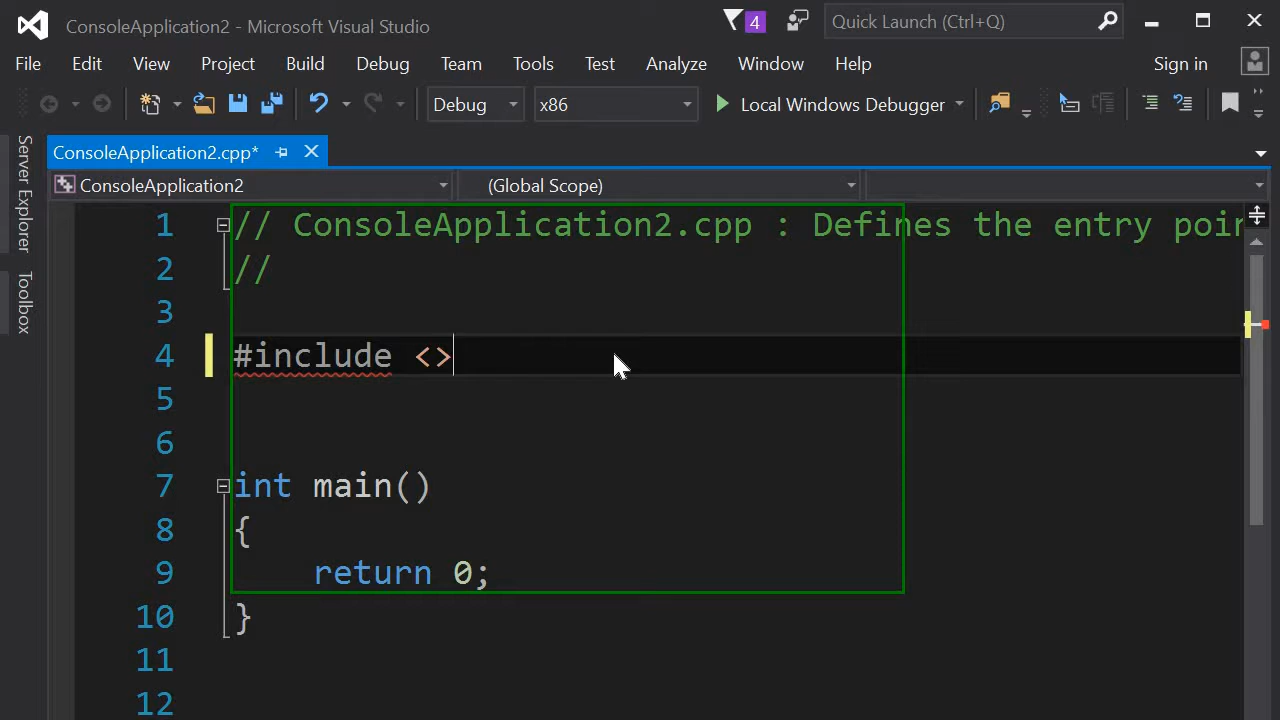 ConsoleApplication2 - Microsoft Visual Studio
4
Quick Launch (Ctrl+Q)
File Edit View Project Build Debug Team Tools Test Analyze Window Help Sign in
Debug x86 Local Windows Debugger
Server Explorer
Toolbox
ConsoleApplication2.cpp*
ConsoleApplication2 (Global Scope)
1 // ConsoleApplication2.cpp : Defines the entry poin
2 //
3
4 #include <>
5
6
7 int main()
8 {
9 return 0;
10 }
11
12